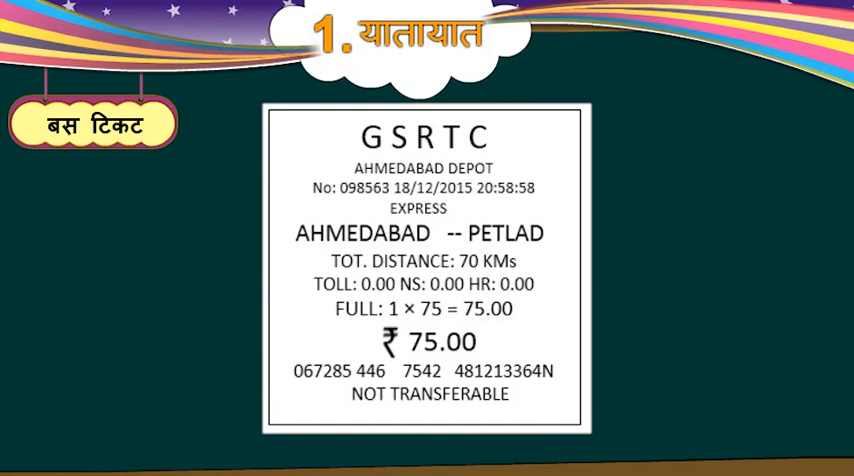 1. यातायात
बस टिकट
GSRTC
AHMEDABAD DEPOT
No: 098563 18/12/2015 20:58:58
EXPRESS
AHMEDABAD -- PETLAD
TOT. DISTANCE: 70 KMs
TOLL: 0.00 NS: 0.00 HR: 0.00
FULL: 1 × 75 = 75.00
₹ 75.00
067285 446 7542 481213364N
NOT TRANSFERABLE